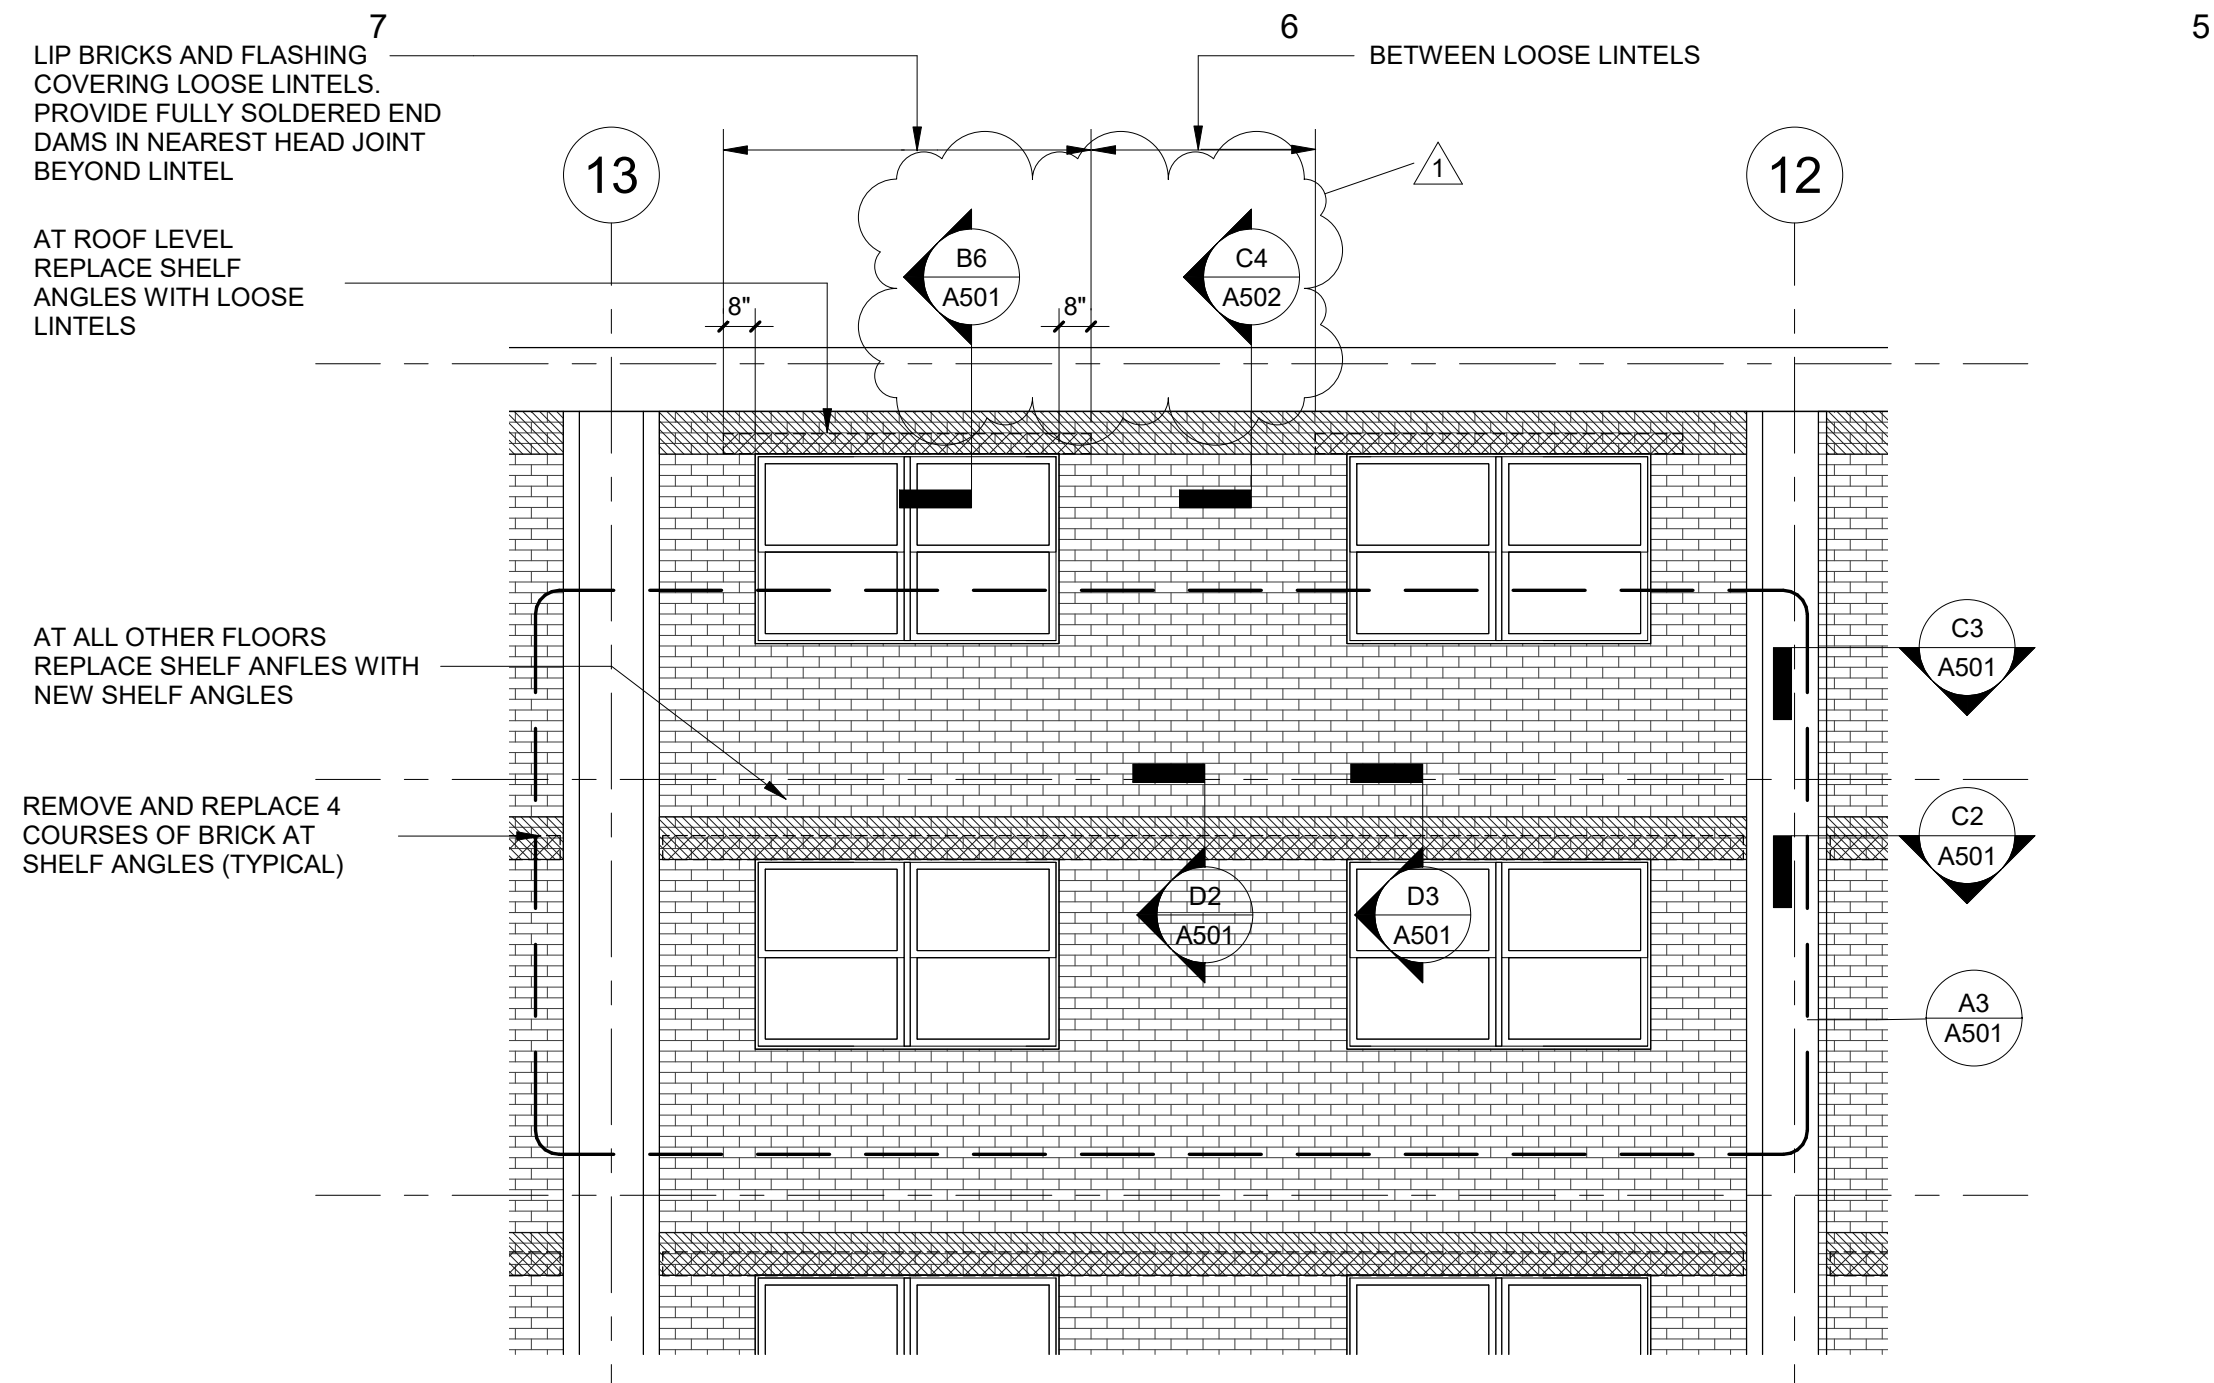 7
6
5
LIP BRICKS AND FLASHING
COVERING LOOSE LINTELS.
PROVIDE FULLY SOLDERED END
DAMS IN NEAREST HEAD JOINT
BEYOND LINTEL
BETWEEN LOOSE LINTELS
13
1
12
AT ROOF LEVEL
REPLACE SHELF
ANGLES WITH LOOSE
LINTELS
B6
A501
C4
A502
8"
8"
AT ALL OTHER FLOORS
REPLACE SHELF ANFLES WITH
NEW SHELF ANGLES
C3
A501
REMOVE AND REPLACE 4
COURSES OF BRICK AT
SHELF ANGLES (TYPICAL)
C2
A501
D2
A501
D3
A501
A3
A501